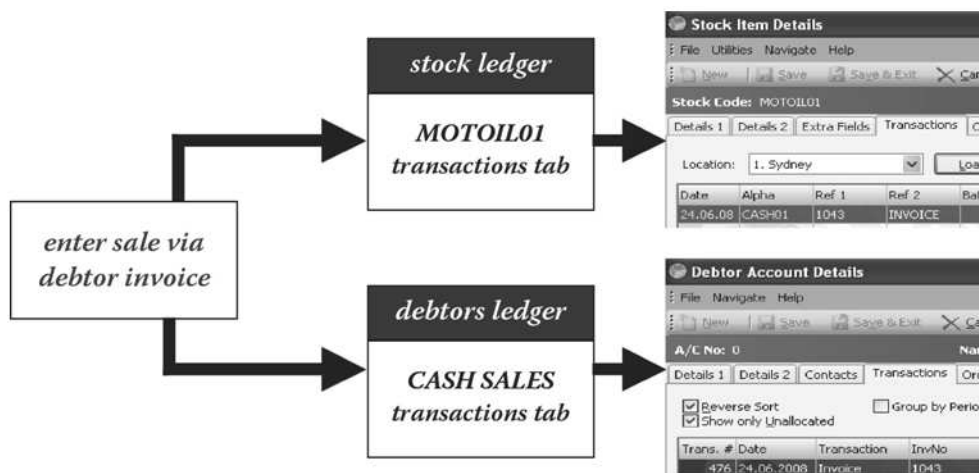 enter sale via
debtor invoice
stock ledger
MOTOIL01
transactions tab
debtors ledger
CASH SALES
transactions tab
Stock Item Details
File Utilities Navigate Help
New Save Save & Exit
Stock Code: MOTOIL01
Details 1 Details 2 Extra Fields Transactions
Location: 1. Sydney
Date Alpha Ref 1 Ref 2
24.06.08 CASH01 1043 INVOICE
Debtor Account Details
File Navigate Help
New Save Save & Exit
A/C No: 0
Details 1 Details 2 Contacts Transactions
Reverse Sort Group by
Show only Unallocated
Trans. # Date Transaction InvNo
476 24.06.2008 Invoice 1043